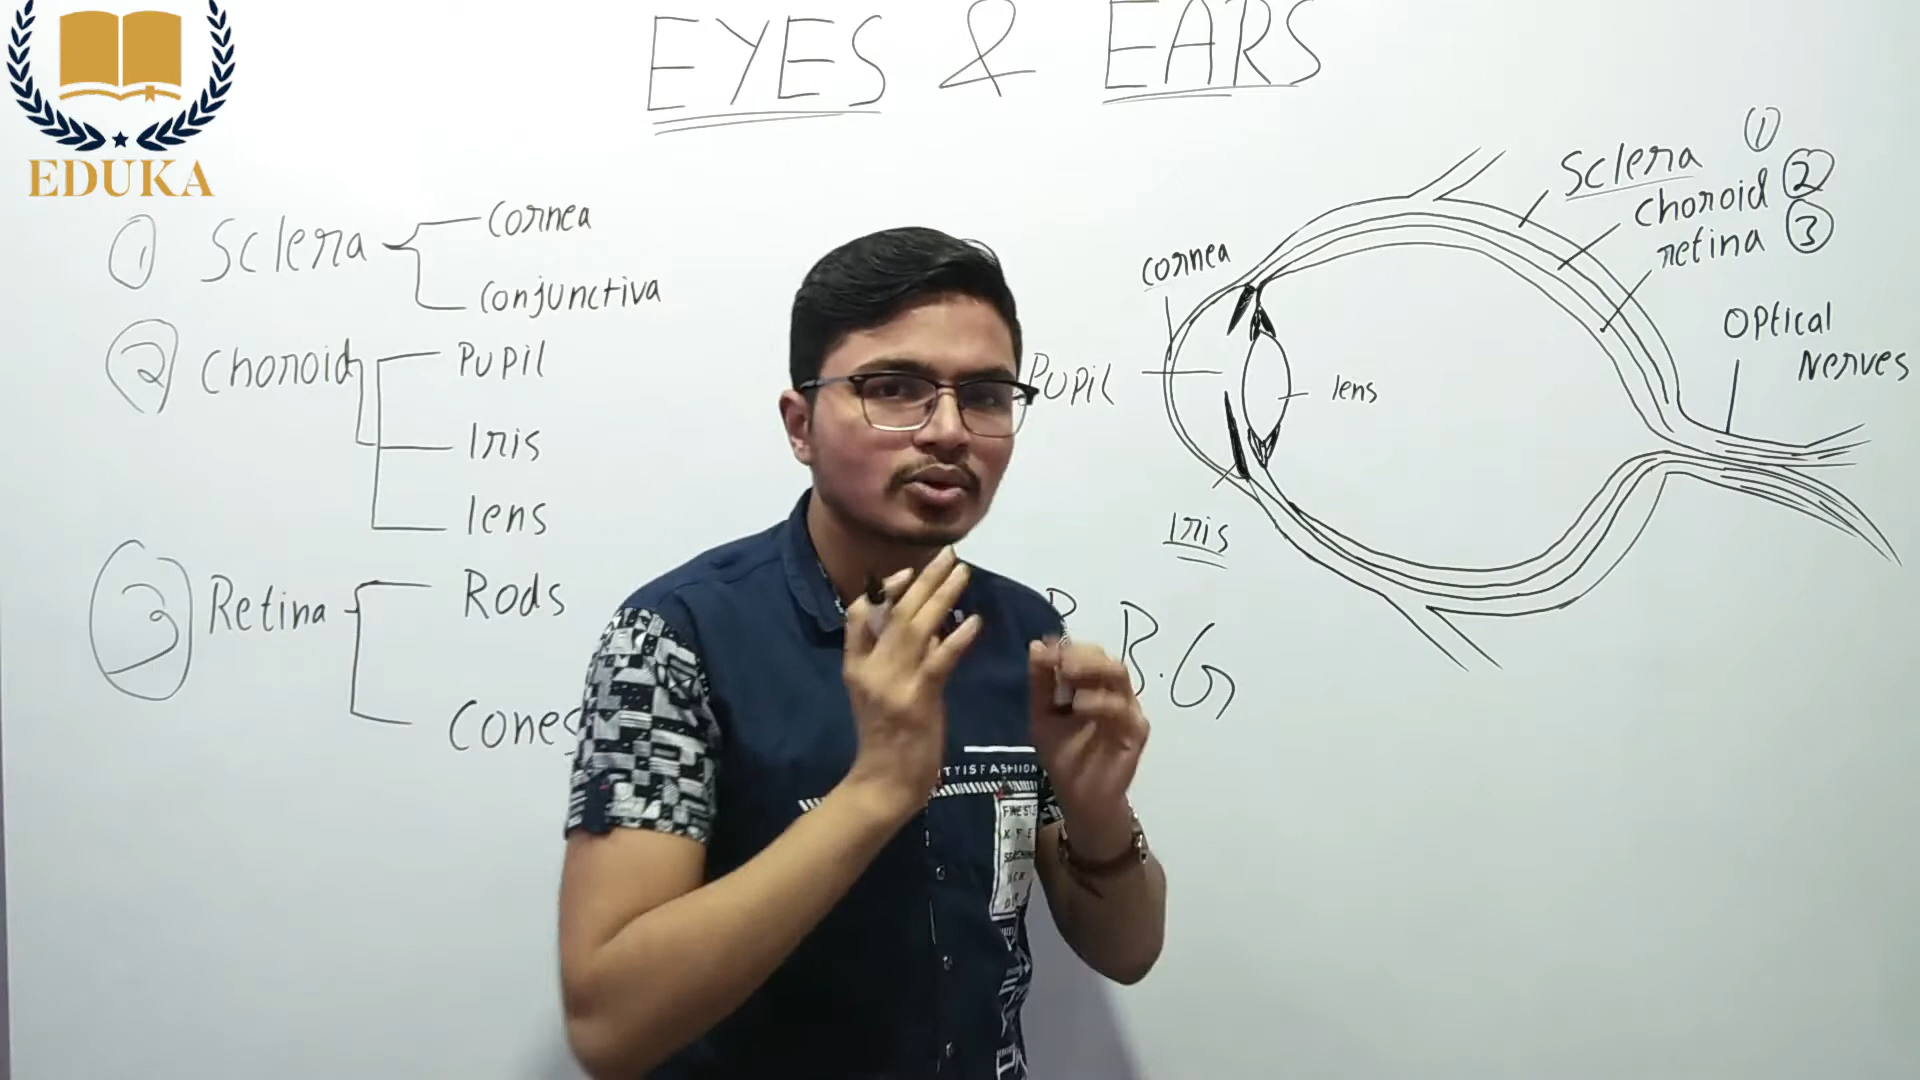 EDUKA
EYES & EARS
① Sclera
Cornea
Conjunctiva
② Choroid
Pupil
Iris
lens
③ Retina
Rods
Cones
Sclera ①
Choroid ②
retina ③
Cornea
Optical
Nerves
Pupil
lens
Iris
B.G